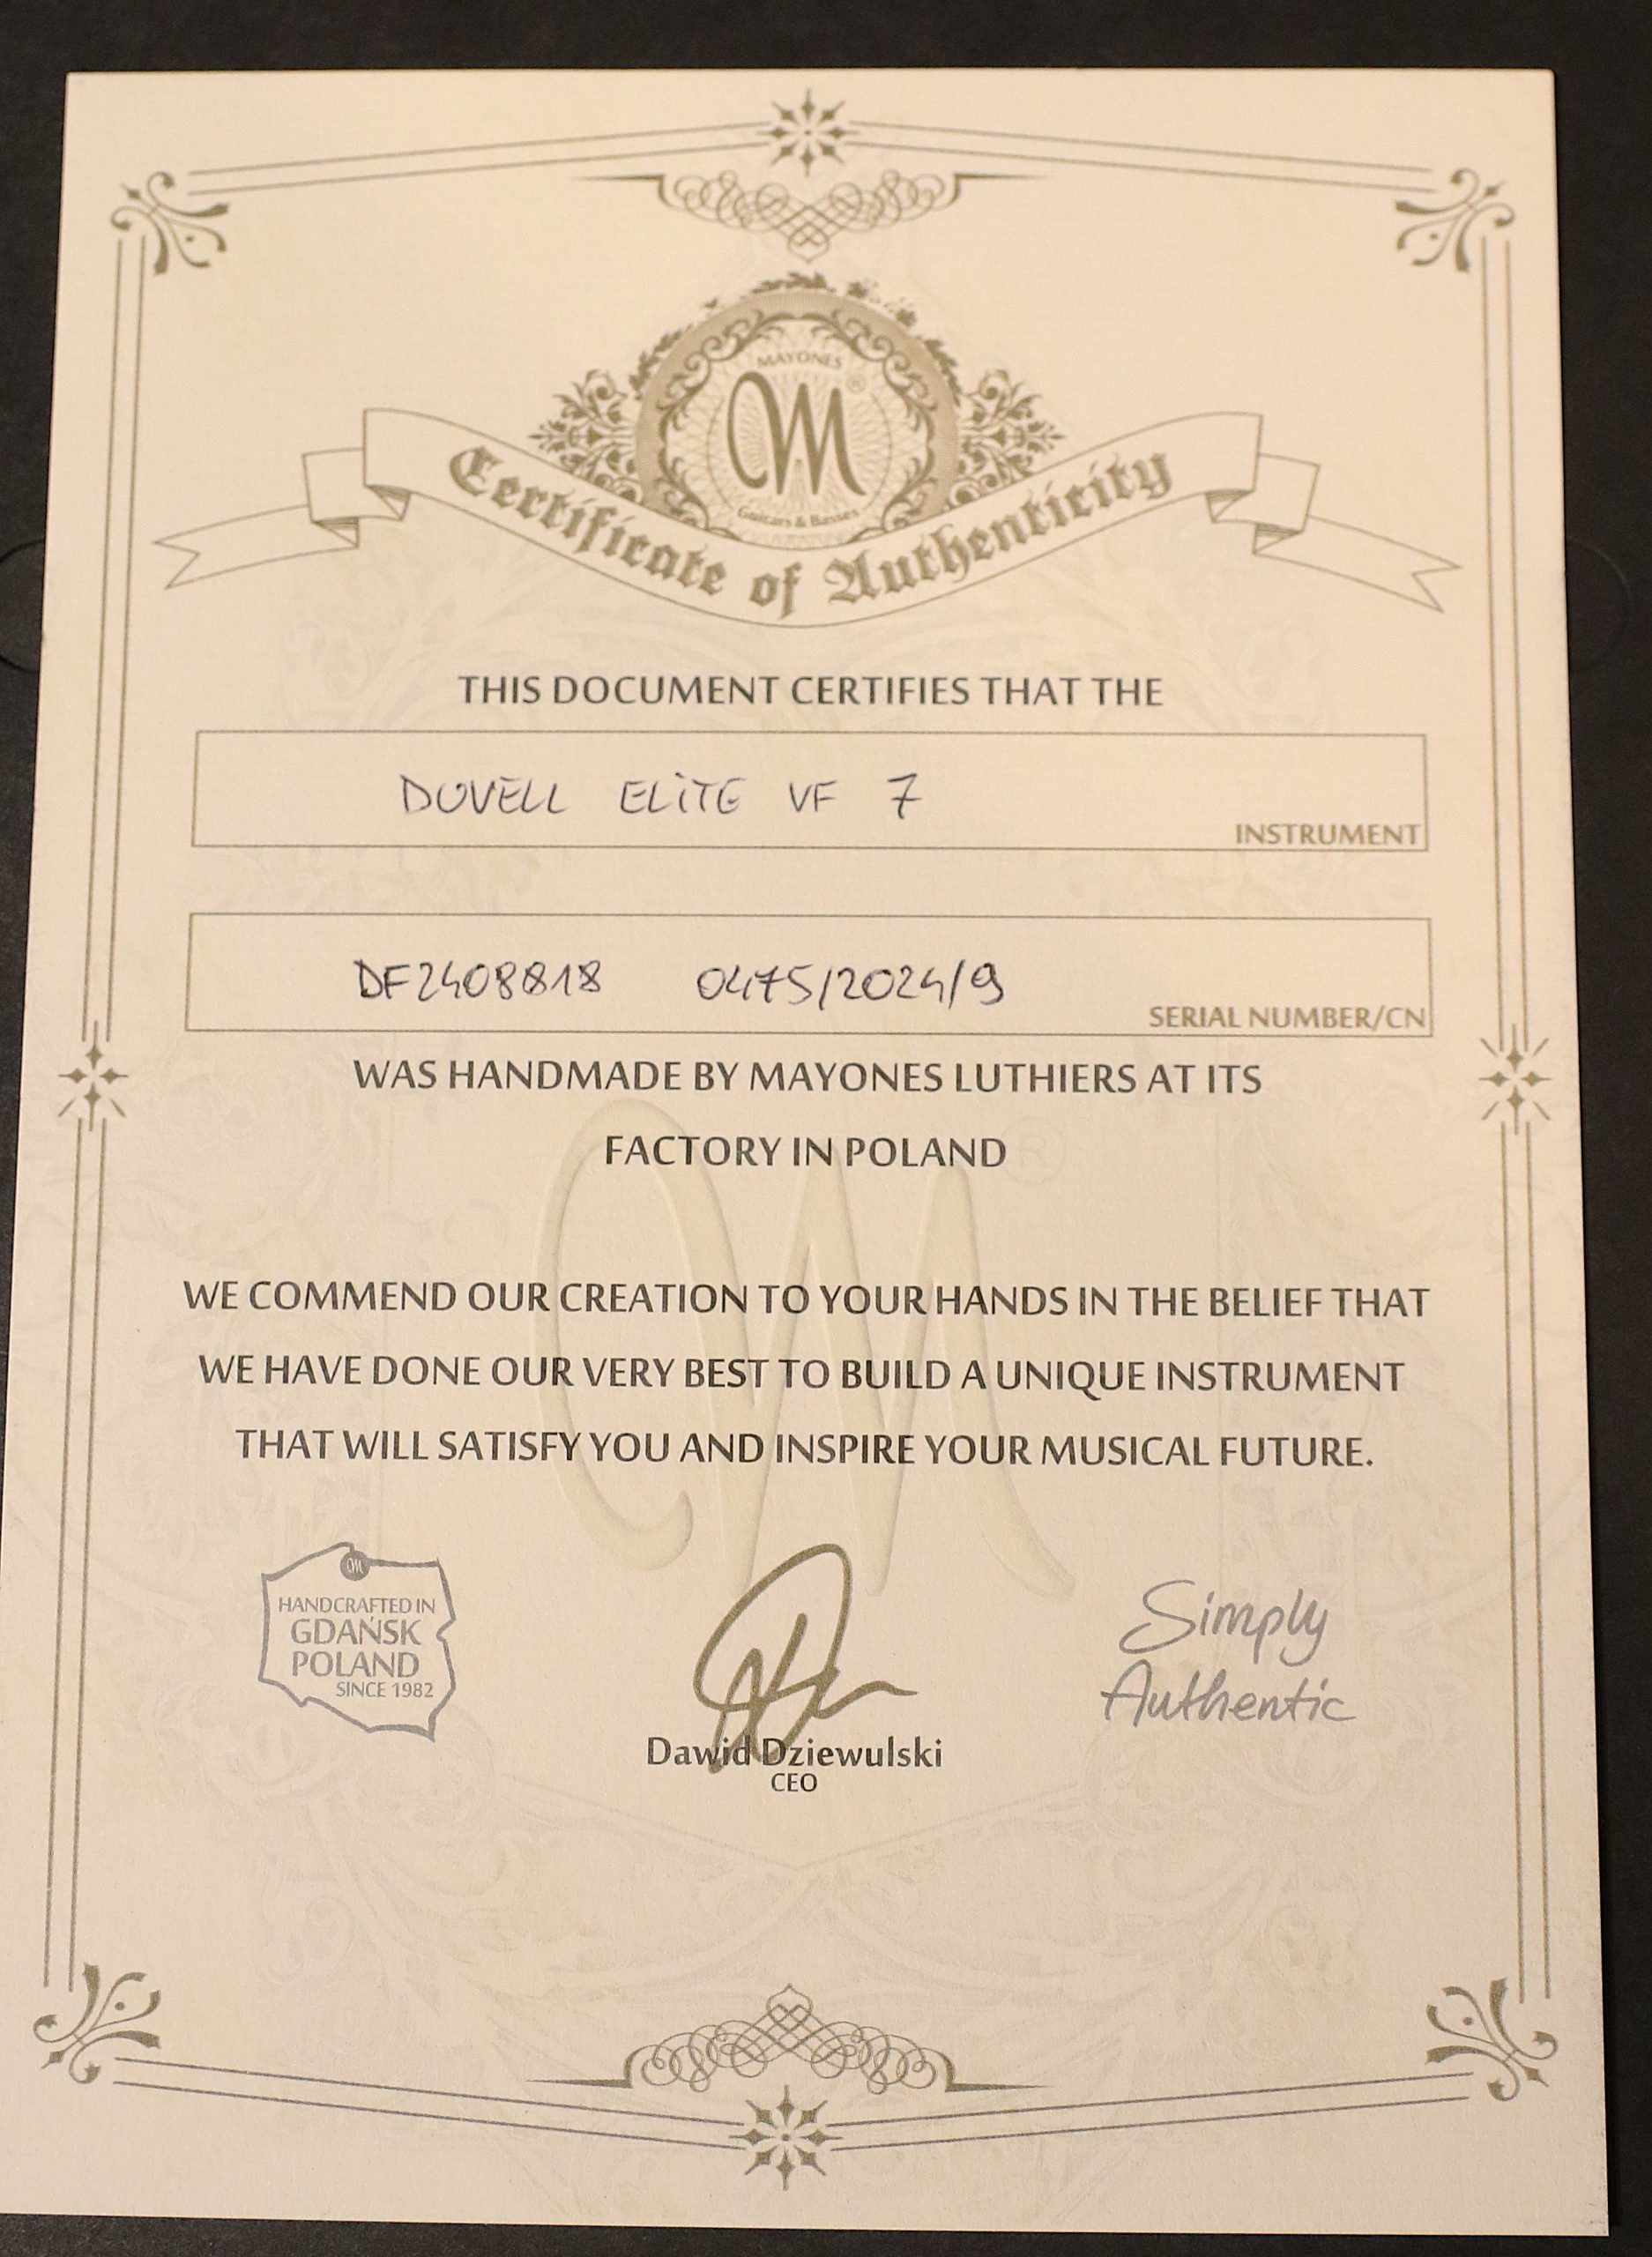 MAYONES
M®
Guitars & Basses
Certificate of Authenticity
THIS DOCUMENT CERTIFIES THAT THE
DUVELL ELiTE VF 7
INSTRUMENT
DF2408818 0475/2024/9
SERIAL NUMBER/CN
WAS HANDMADE BY MAYONES LUTHIERS AT ITS
FACTORY IN POLAND
WE COMMEND OUR CREATION TO YOUR HANDS IN THE BELIEF THAT
WE HAVE DONE OUR VERY BEST TO BUILD A UNIQUE INSTRUMENT
THAT WILL SATISFY YOU AND INSPIRE YOUR MUSICAL FUTURE.
M
HANDCRAFTED IN
GDAŃSK
POLAND
SINCE 1982
Dawid Dziewulski
CEO
Simply
Authentic